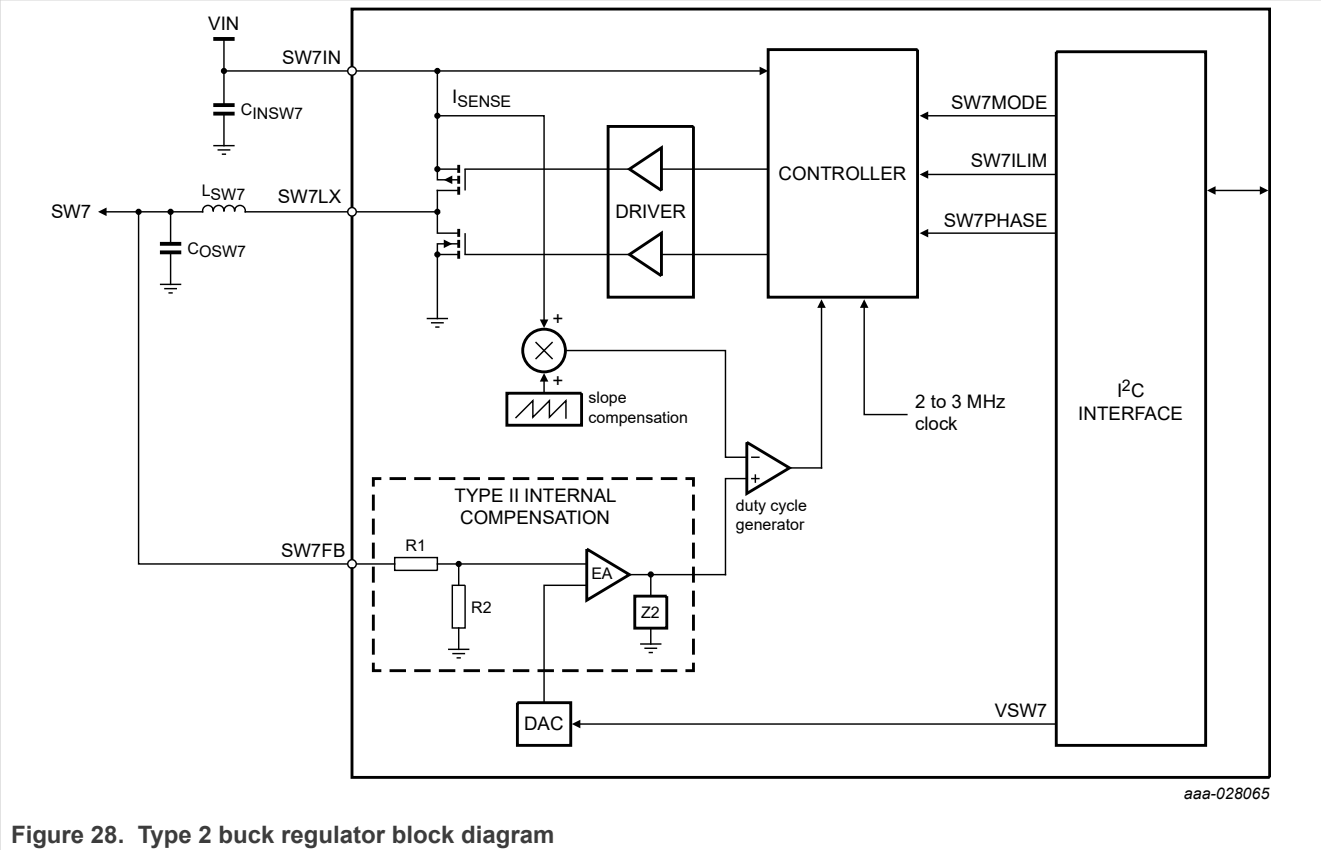 VIN
SW7IN
CINSW7
ISENSE
SW7MODE
SW7ILIM
SW7PHASE
CONTROLLER
DRIVER
LSW7
SW7LX
SW7
COSW7
+
+
slope
compensation
2 to 3 MHz
clock
I2C
INTERFACE
−
+
duty cycle
generator
TYPE II INTERNAL
COMPENSATION
SW7FB
R1
R2
EA
Z2
DAC
VSW7
aaa-028065
Figure 28. Type 2 buck regulator block diagram